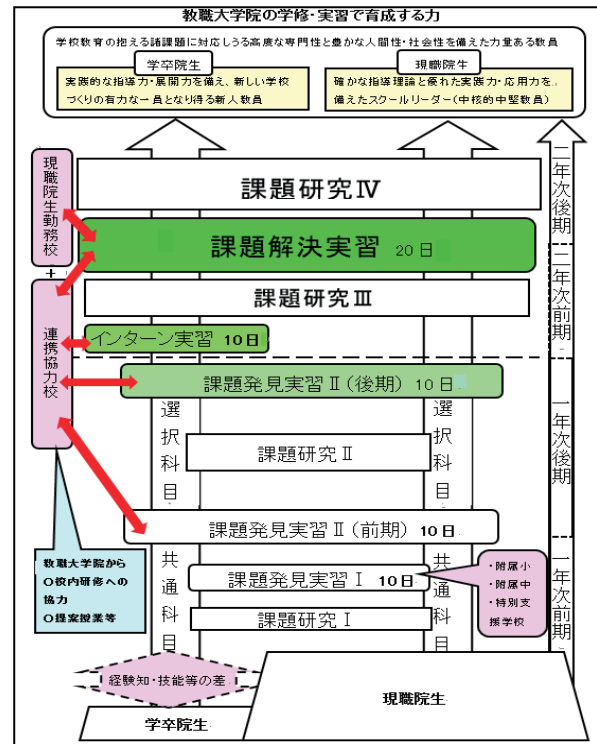 教職大学院の学修・実習で育成する力
学校教育の抱える諸課題に対応しうる高度な専門性と豊かな人間性・社会性を備えた力量ある教員
学卒院生
実践的な指導力・展開力を備え、新しい学校
づくりの有力な一員となり得る新人教員
現職院生
確かな指導理論と優れた実践力・応用力を、
備えたスクールリーダー(中核的中堅教員)
現職院生勤務校
+
連携協力校
課題研究Ⅳ
課題解決実習 20日
課題研究Ⅲ
インターン実習 10日
課題発見実習Ⅱ(後期) 10日
選択科目
選択科目
課題研究Ⅱ
課題発見実習Ⅱ(前期) 10日
共通科目
共通科目
課題発見実習Ⅰ 10日
課題研究Ⅰ
二年次後期
二年次前期
一年次後期
一年次前期
教職大学院から
○校内研修への
協力
○提案授業等
・附属小
・附属中
・特別支
援学校
経験知・技能等の差
学卒院生
現職院生